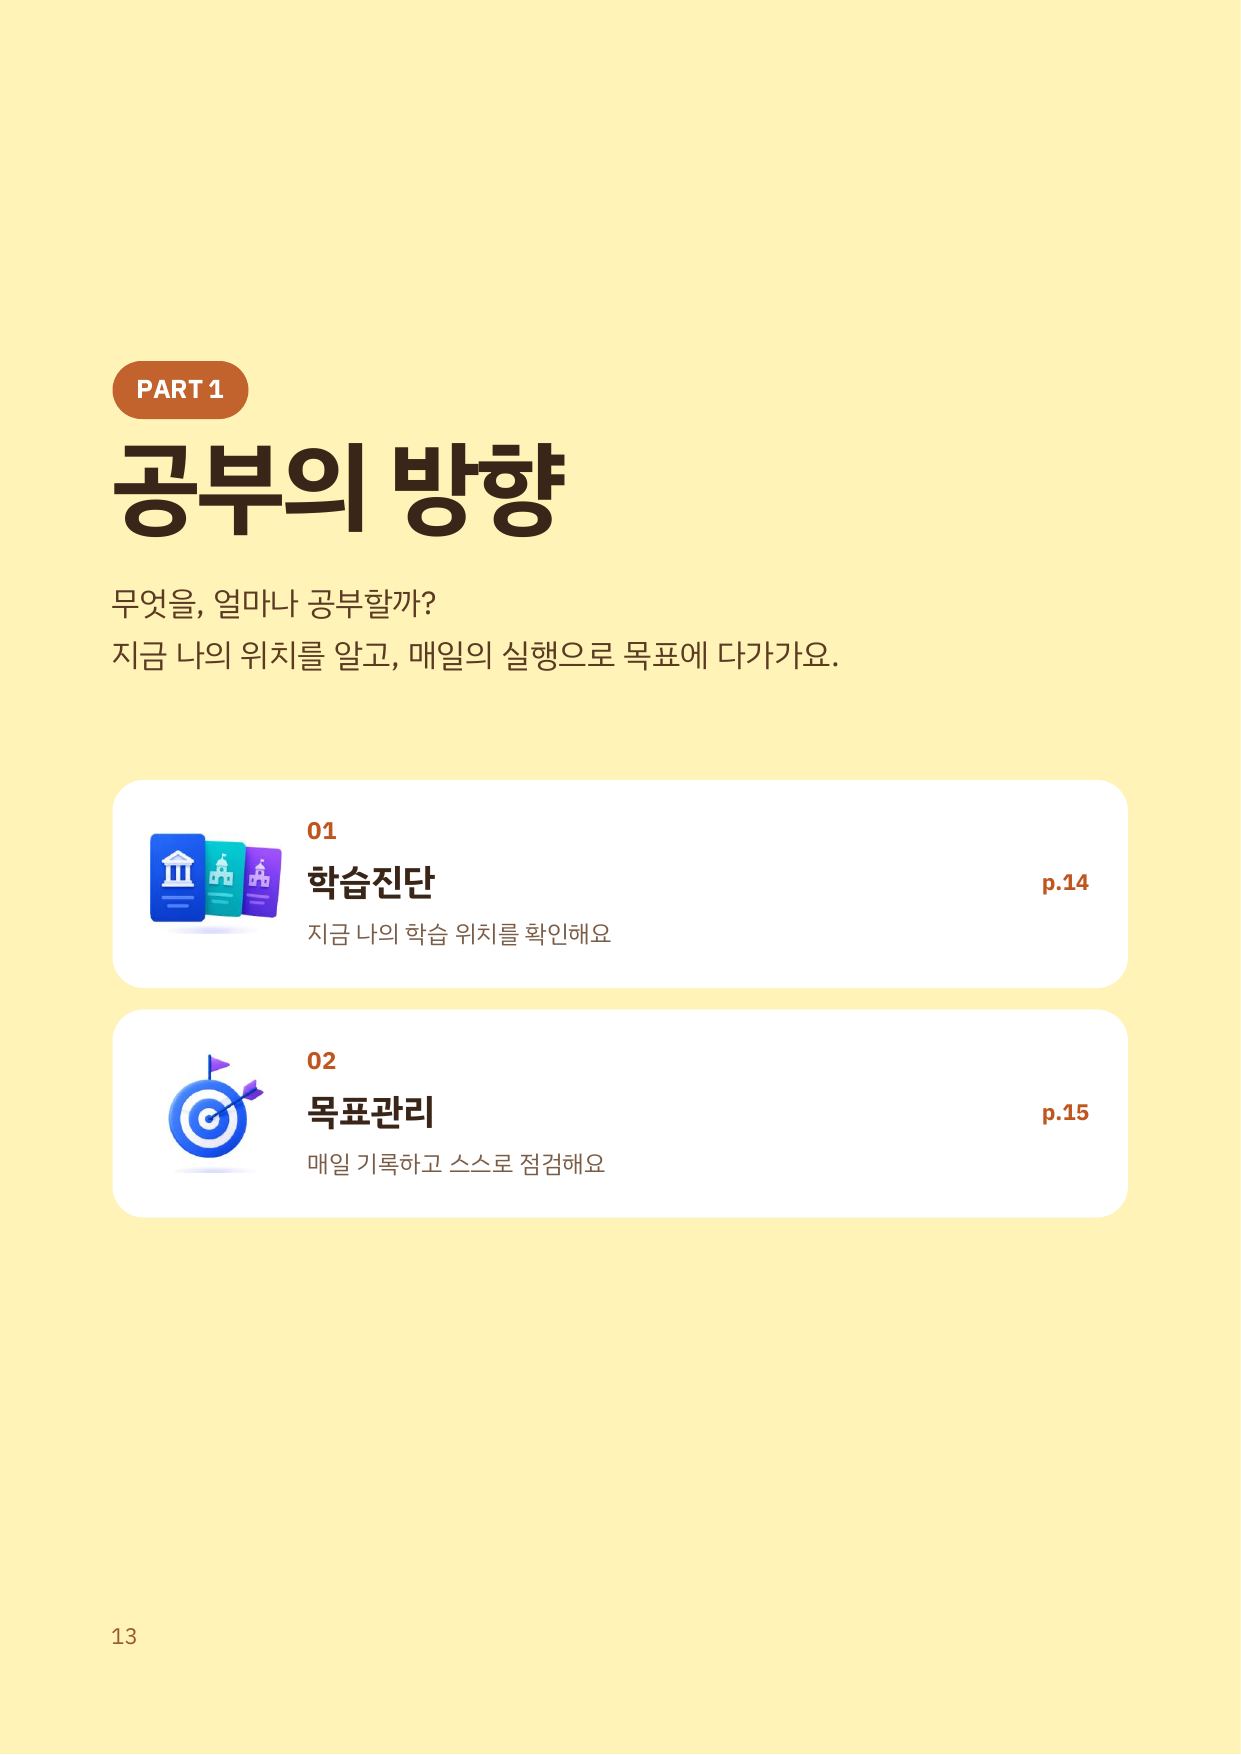 PART 1
공부의 방향
무엇을, 얼마나 공부할까?
지금 나의 위치를 알고, 매일의 실행으로 목표에 다가가요.
01
학습진단
지금 나의 학습 위치를 확인해요
p.14
02
목표관리
매일 기록하고 스스로 점검해요
p.15
13